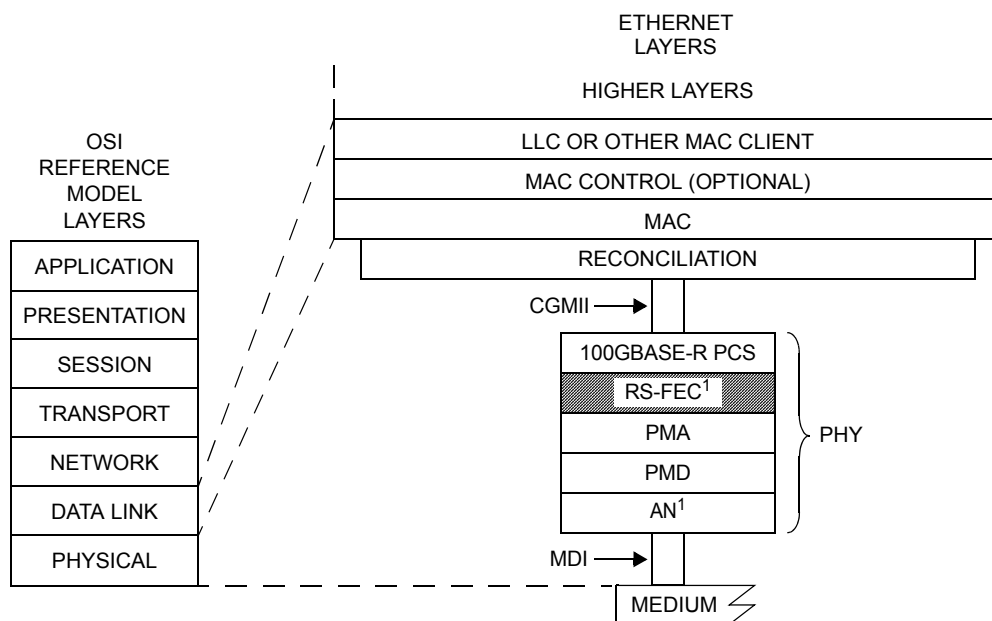 ETHERNET
LAYERS
HIGHER LAYERS
OSI
REFERENCE
MODEL
LAYERS
LLC OR OTHER MAC CLIENT
MAC CONTROL (OPTIONAL)
MAC
RECONCILIATION
APPLICATION
PRESENTATION
SESSION
TRANSPORT
NETWORK
DATA LINK
PHYSICAL
CGMII
100GBASE-R PCS
RS-FEC1
PMA
PMD
AN1
PHY
MDI
MEDIUM